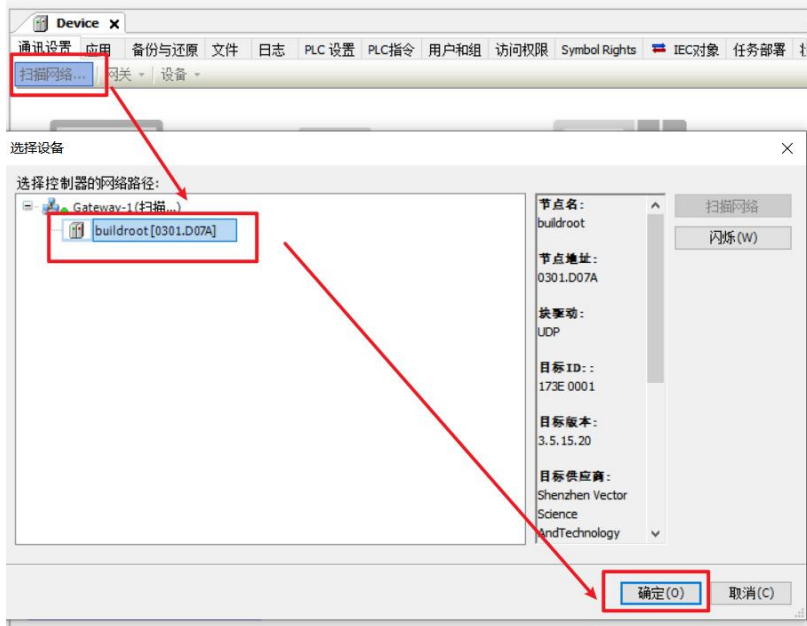 Device
通讯设置 应用 备份与还原 文件 日志 PLC 设置 PLC指令 用户和组 访问权限 Symbol Rights IEC对象 任务部署
扫描网络... 网关 设备
选择设备
选择控制器的网络路径:
Gateway-1(扫描...)
buildroot [0301.D07A]
节点名:
buildroot
节点地址:
0301.D07A
块驱动:
UDP
目标ID::
173E 0001
目标版本:
3.5.15.20
目标供应商:
Shenzhen Vector
Science
AndTechnology
扫描网络
闪烁(W)
确定(O) 取消(C)